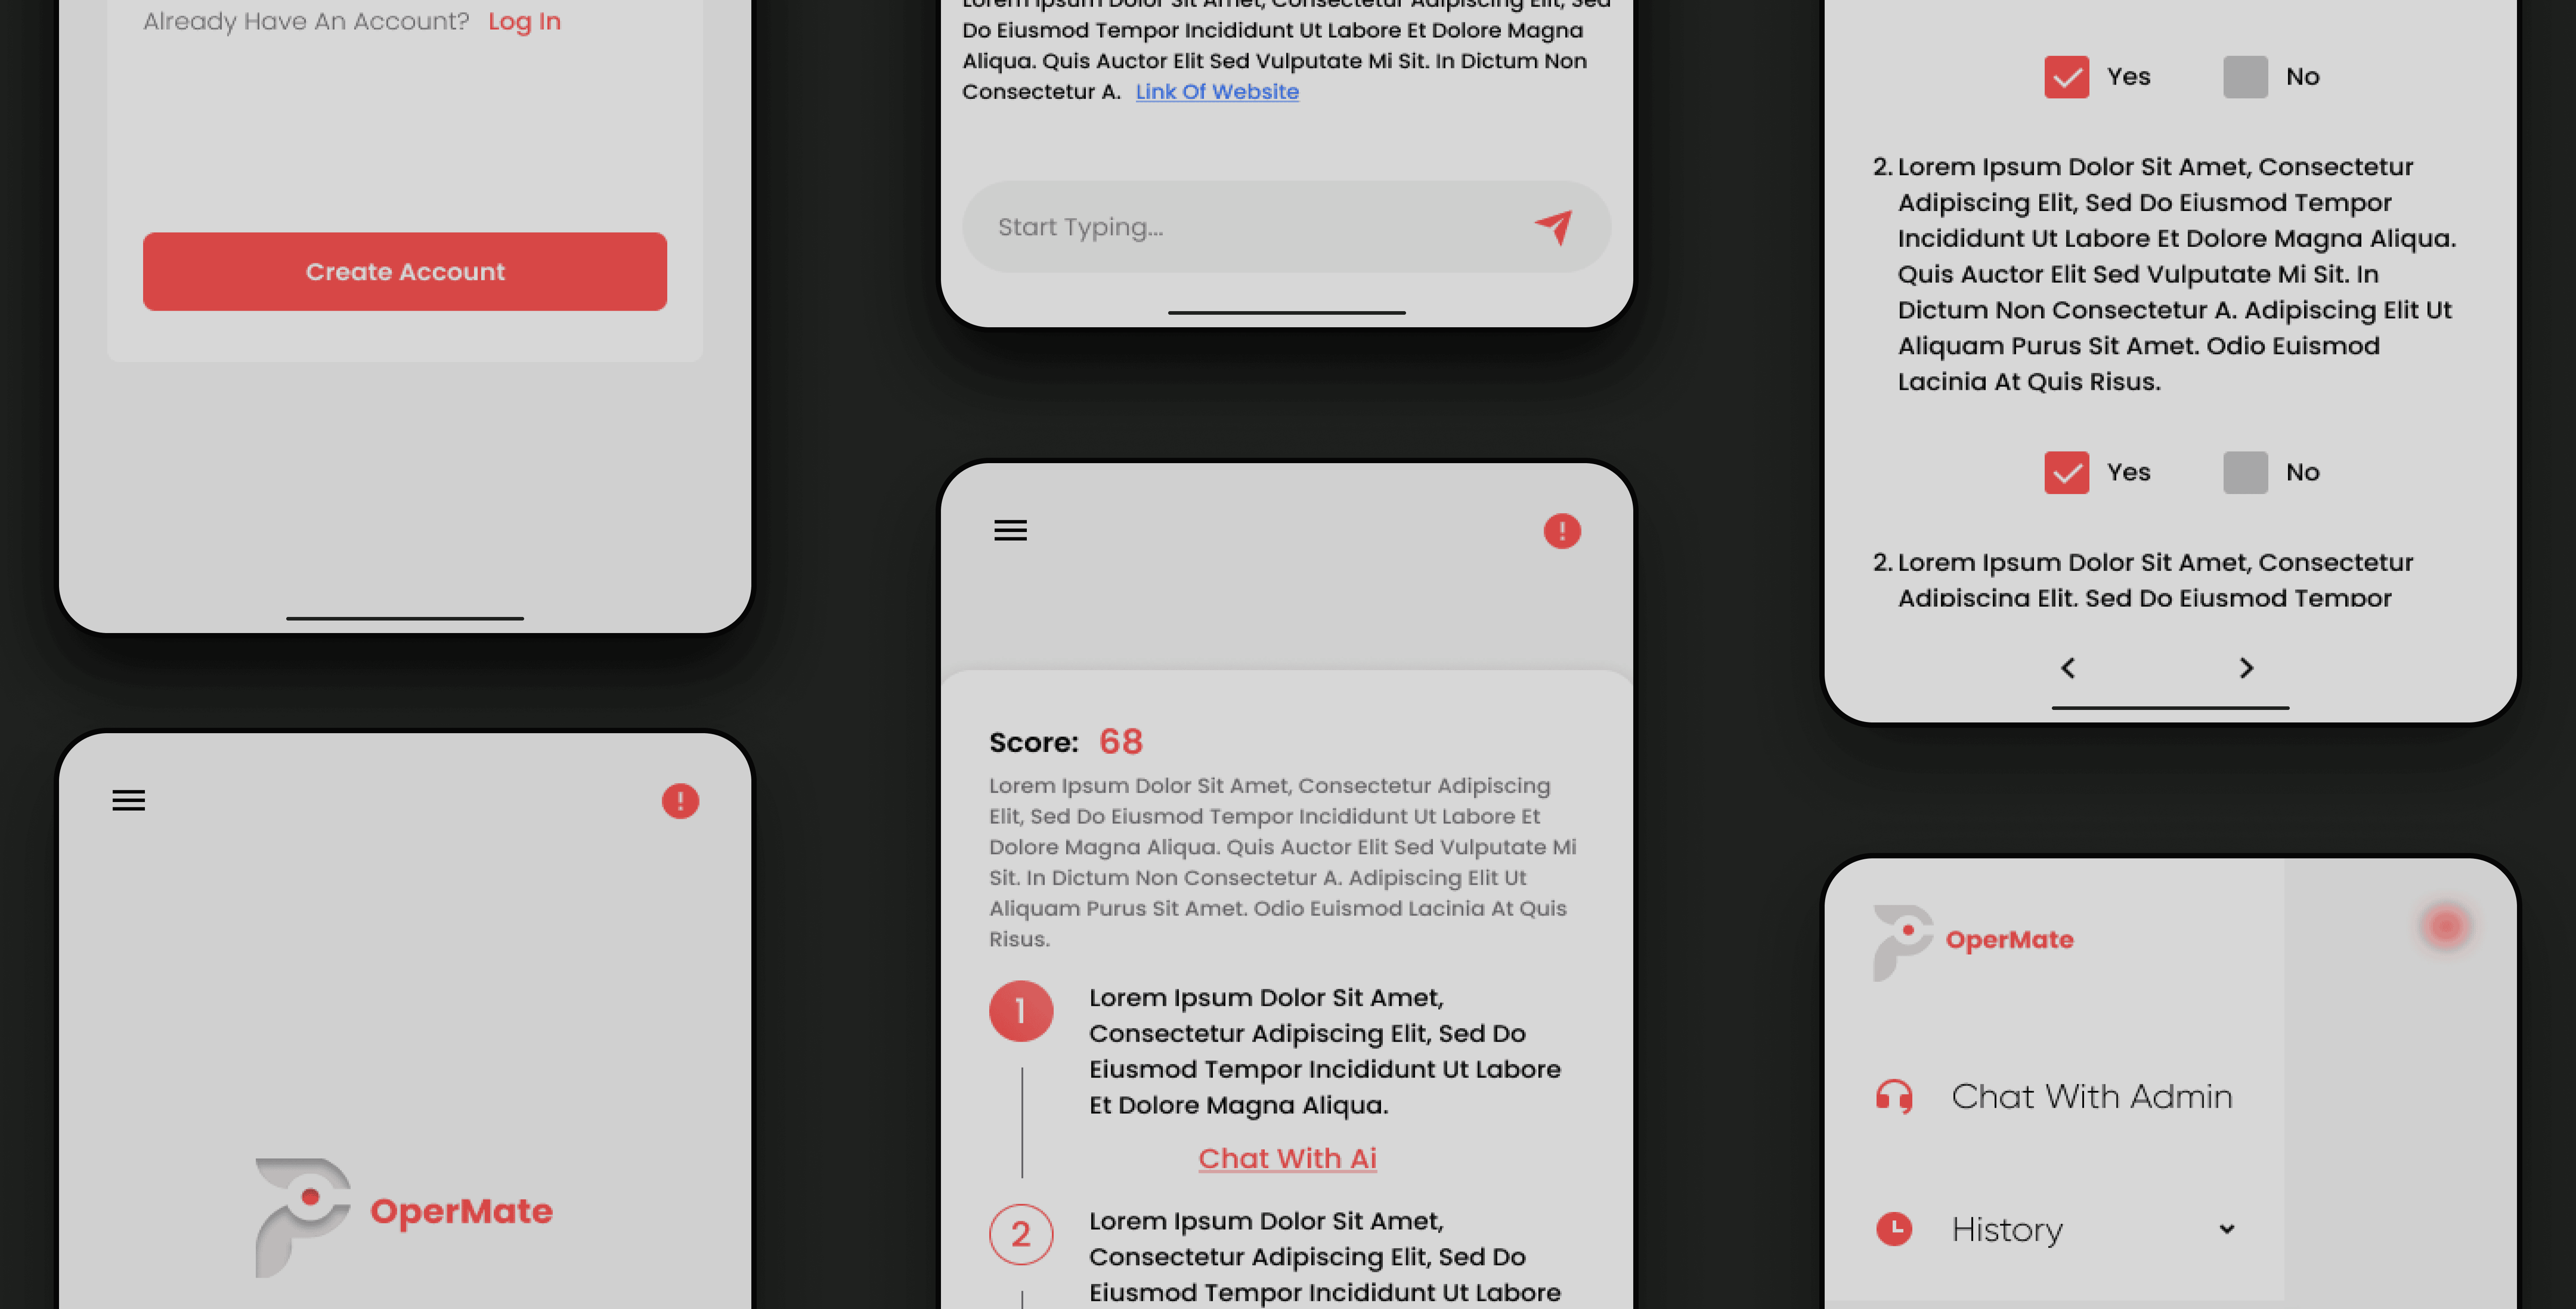 Already Have An Account? Log In
Create Account
OperMate
Lorem Ipsum Dolor Sit Amet, Consectetur Adipiscing Elit, Sed
Do Eiusmod Tempor Incididunt Ut Labore Et Dolore Magna
Aliqua. Quis Auctor Elit Sed Vulputate Mi Sit. In Dictum Non
Consectetur A. Link Of Website
Start Typing...
Score: 68
Lorem Ipsum Dolor Sit Amet, Consectetur Adipiscing
Elit, Sed Do Eiusmod Tempor Incididunt Ut Labore Et
Dolore Magna Aliqua. Quis Auctor Elit Sed Vulputate Mi
Sit. In Dictum Non Consectetur A. Adipiscing Elit Ut
Aliquam Purus Sit Amet. Odio Euismod Lacinia At Quis
Risus.
1 Lorem Ipsum Dolor Sit Amet,
Consectetur Adipiscing Elit, Sed Do
Eiusmod Tempor Incididunt Ut Labore
Et Dolore Magna Aliqua.
Chat With Ai
2 Lorem Ipsum Dolor Sit Amet,
Consectetur Adipiscing Elit, Sed Do
Eiusmod Tempor Incididunt Ut Labore
Yes No
2. Lorem Ipsum Dolor Sit Amet, Consectetur
Adipiscing Elit, Sed Do Eiusmod Tempor
Incididunt Ut Labore Et Dolore Magna Aliqua.
Quis Auctor Elit Sed Vulputate Mi Sit. In
Dictum Non Consectetur A. Adipiscing Elit Ut
Aliquam Purus Sit Amet. Odio Euismod
Lacinia At Quis Risus.
Yes No
2. Lorem Ipsum Dolor Sit Amet, Consectetur
Adipiscing Elit, Sed Do Eiusmod Tempor
OperMate
Chat With Admin
History